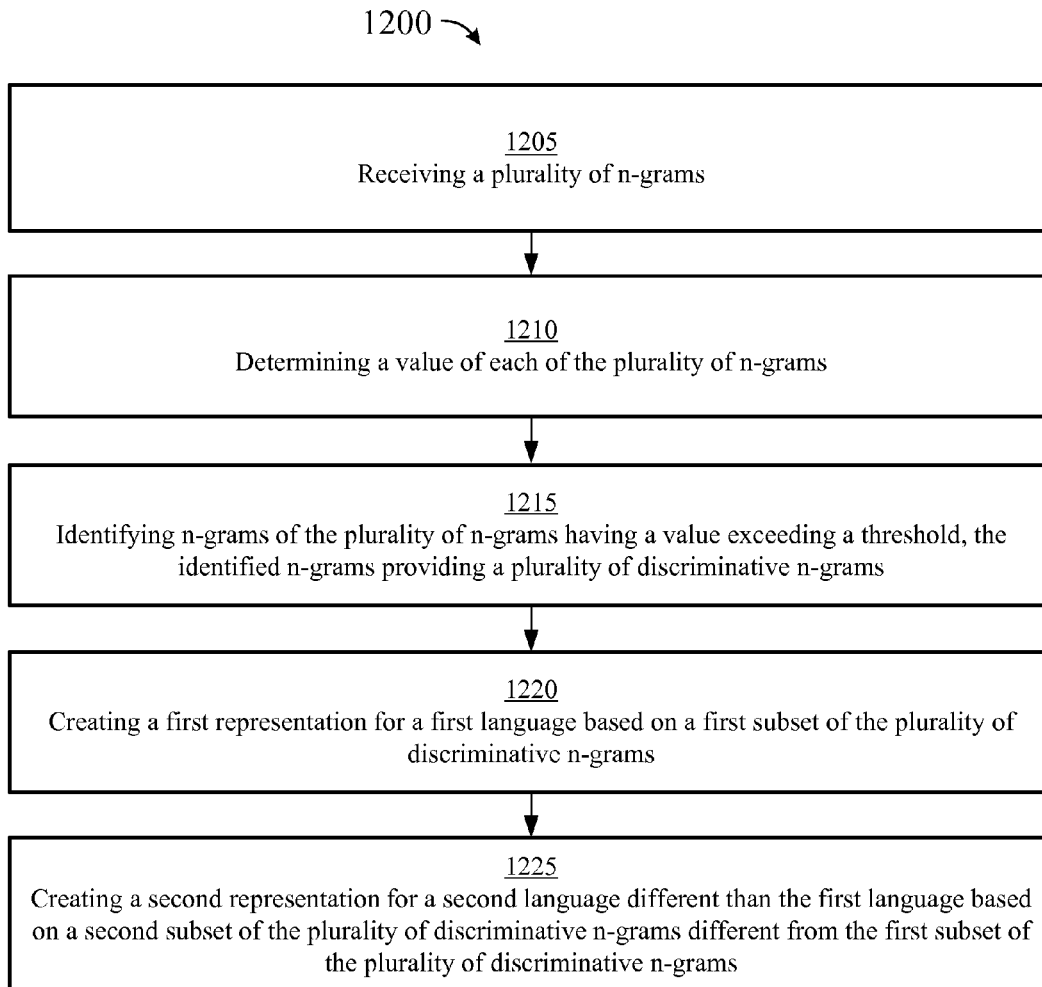 1200
1205
Receiving a plurality of n-grams
1210
Determining a value of each of the plurality of n-grams
1215
Identifying n-grams of the plurality of n-grams having a value exceeding a threshold, the
identified n-grams providing a plurality of discriminative n-grams
1220
Creating a first representation for a first language based on a first subset of the plurality of
discriminative n-grams
1225
Creating a second representation for a second language different than the first language based
on a second subset of the plurality of discriminative n-grams different from the first subset of
the plurality of discriminative n-grams